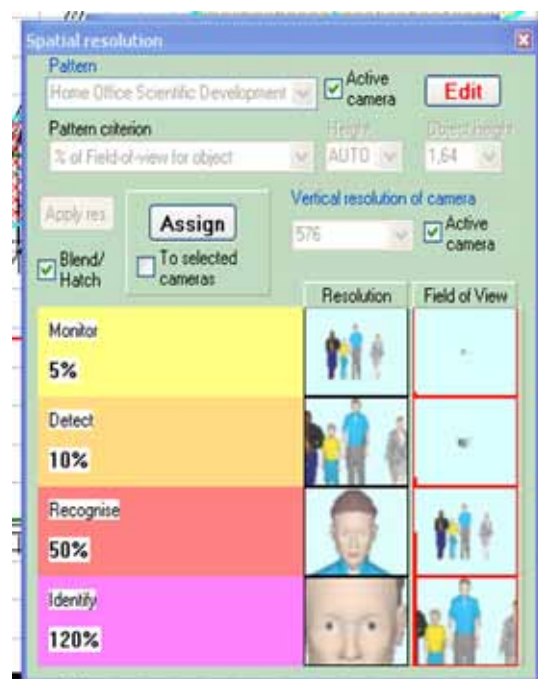 Spatial resolution
Pattern
Home Office Scientific Development
Active
camera
Edit
Pattern criterion
Height
Object height
% of Field-of-view for object
AUTO
1,64
Apply res
Assign
Vertical resolution of camera
576
Active
camera
Blend/
Hatch
To selected
cameras
Resolution
Field of View
Monitor
5%
Detect
10%
Recognise
50%
Identify
120%